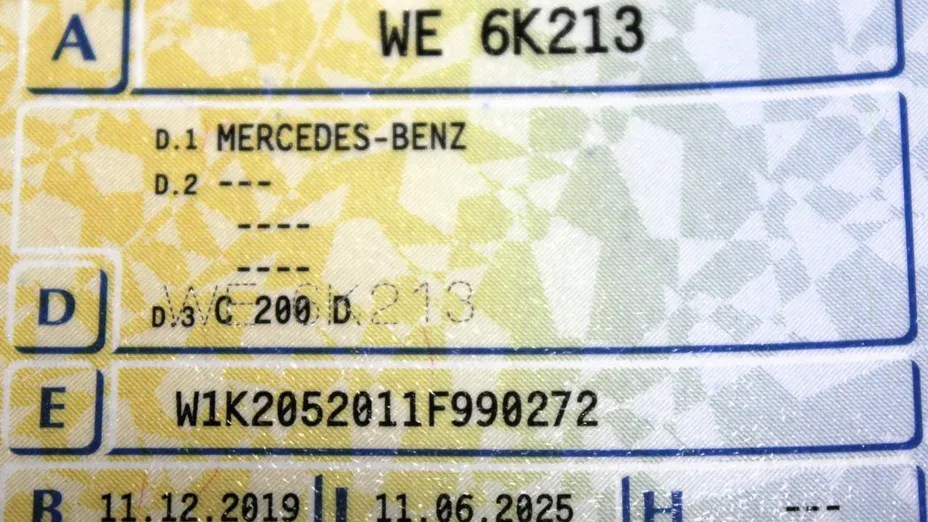 A WE 6K213
D.1 MERCEDES-BENZ
D.2 ---
----
----
WE 6K213
D D.3 C 200 D
E W1K2052011F990272
B 11.12.2019 I 11.06.2025 H ---